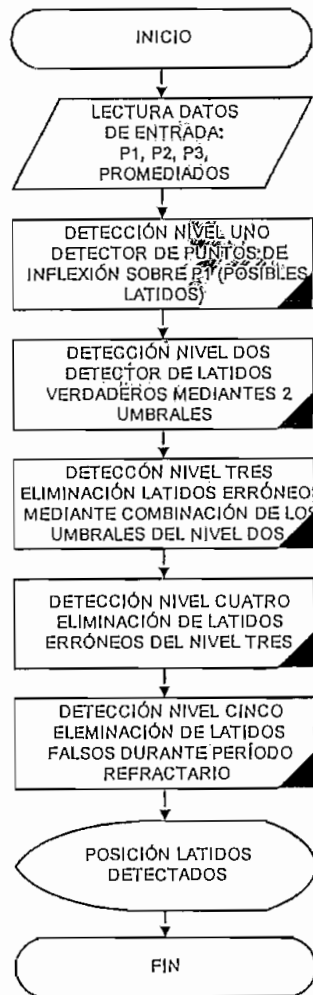 INICIO
LECTURA DATOS
DE ENTRADA:
P1, P2, P3,
PROMEDIADOS
DETECCIÓN NIVEL UNO
DETECTOR DE PUNTOS DE
INFLEXIÓN SOBRE P1 (POSIBLES
LATIDOS)
DETECCIÓN NIVEL DOS
DETECTOR DE LATIDOS
VERDADEROS MEDIANTES 2
UMBRALES
DETECCÓN NIVEL TRES
ELIMINACIÓN LATIDOS ERRÓNEOS
MEDIANTE COMBINACIÓN DE LOS
UMBRALES DEL NIVEL DOS
DETECCIÓN NIVEL CUATRO
ELIMINACIÓN DE LATIDOS
ERRÓNEOS DEL NIVEL TRES
DETECCIÓN NIVEL CINCO
ELEMINACIÓN DE LATIDOS
FALSOS DURANTE PERÍODO
REFRACTARIO
POSICIÓN LATIDOS
DETECTADOS
FIN